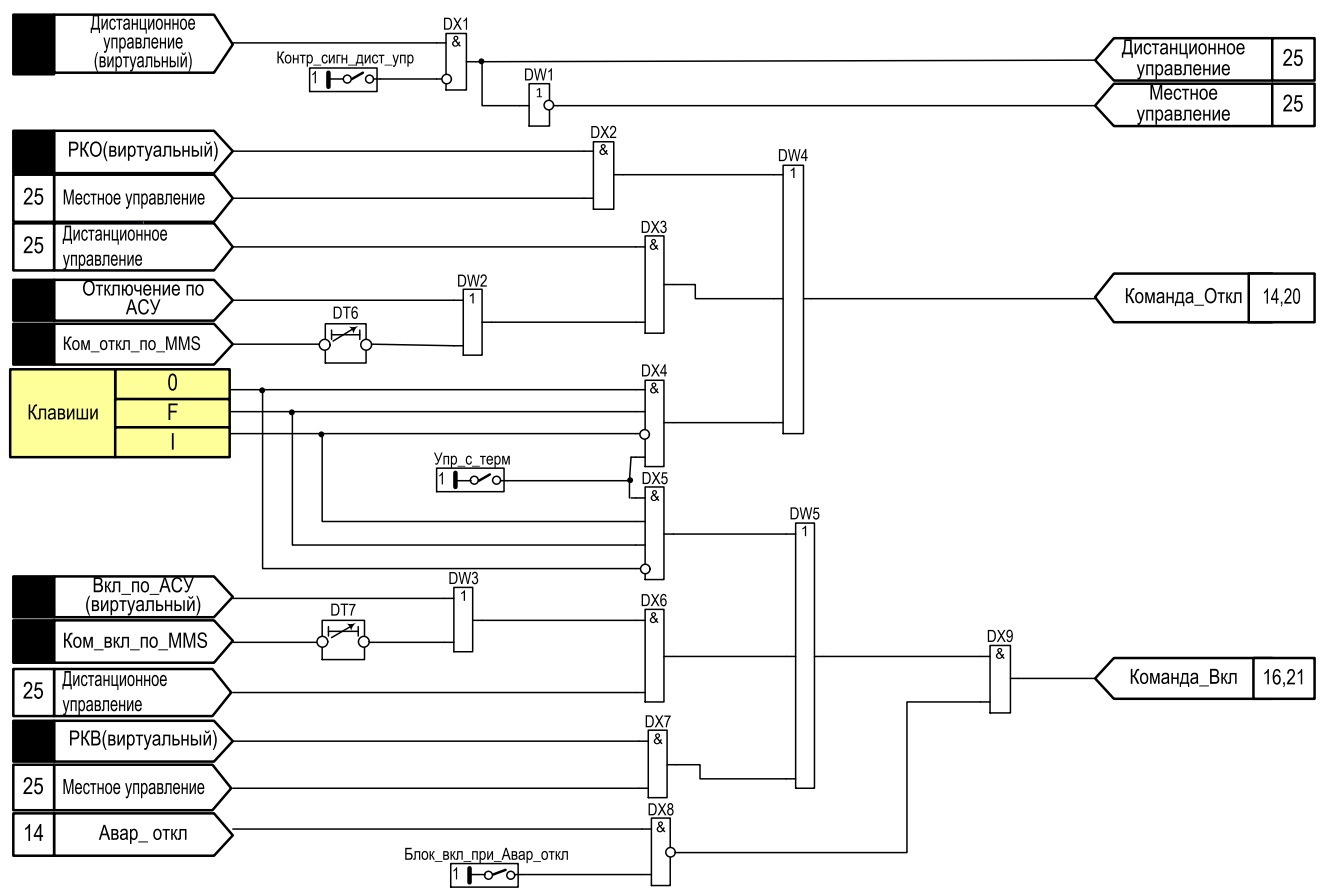 Дистанционное
управление
(виртуальный)
DX1
&
Контр_сигн_дист_упр
1
DW1
1
Дистанционное
управление
25
Местное
управление
25
РКО(виртуальный)
DX2
&
25
Местное управление
DW4
1
25
Дистанционное
управление
DX3
&
Отключение по
АСУ
DW2
1
Ком_откл_по_MMS
DT6
Команда_Откл
14,20
Клавиши
0
F
I
DX4
&
Упр_с_терм
1
DX5
&
DW5
1
Вкл_по_АСУ
(виртуальный)
DW3
1
Ком_вкл_по_MMS
DT7
DX6
&
25
Дистанционное
управление
DX9
&
Команда_Вкл
16,21
РКВ(виртуальный)
DX7
&
25
Местное управление
14
Авар_ откл
DX8
&
Блок_вкл_при_Авар_откл
1